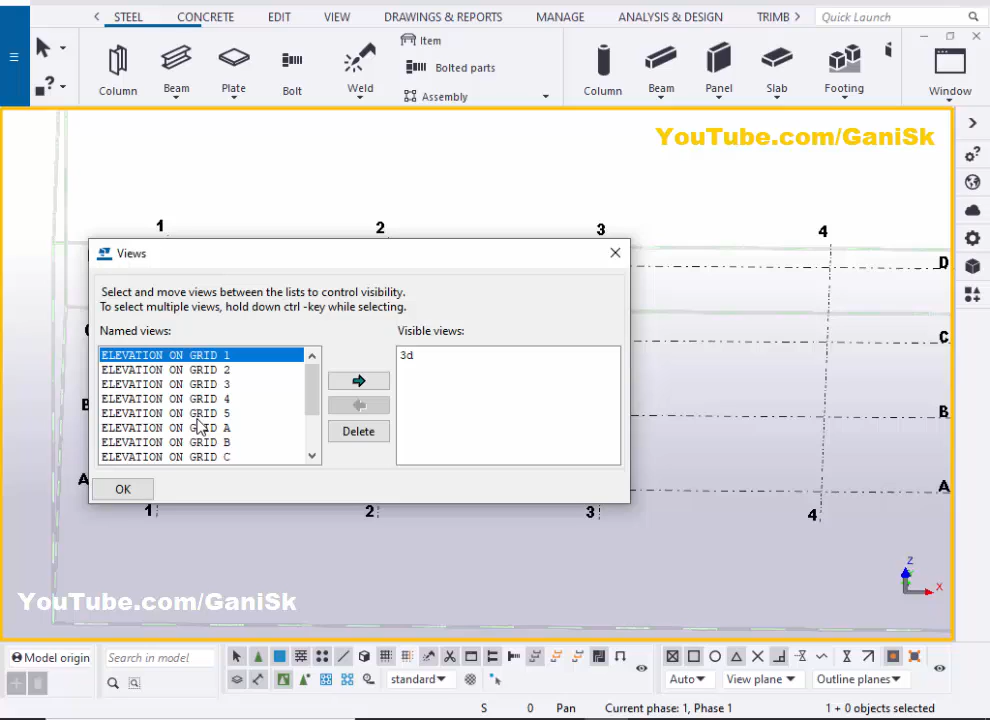 STEEL CONCRETE EDIT VIEW DRAWINGS & REPORTS MANAGE ANALYSIS & DESIGN TRIMB Quick Launch
Item
Bolted parts
Assembly
Column Beam Plate Bolt Weld Column Beam Panel Slab Footing Window
YouTube.com/GaniSk
1 2 3 4
D
C
B
A
Views
Select and move views between the lists to control visibility.
To select multiple views, hold down ctrl -key while selecting.
Named views: Visible views:
ELEVATION ON GRID 1 3d
ELEVATION ON GRID 2
ELEVATION ON GRID 3
ELEVATION ON GRID 4
ELEVATION ON GRID 5
ELEVATION ON GRID A
ELEVATION ON GRID B
ELEVATION ON GRID C
Delete
OK
B
A
1 2 3 4
Z
X
YouTube.com/GaniSk
Model origin Search in model
standard Auto View plane Outline planes
S 0 Pan Current phase: 1, Phase 1 1 + 0 objects selected